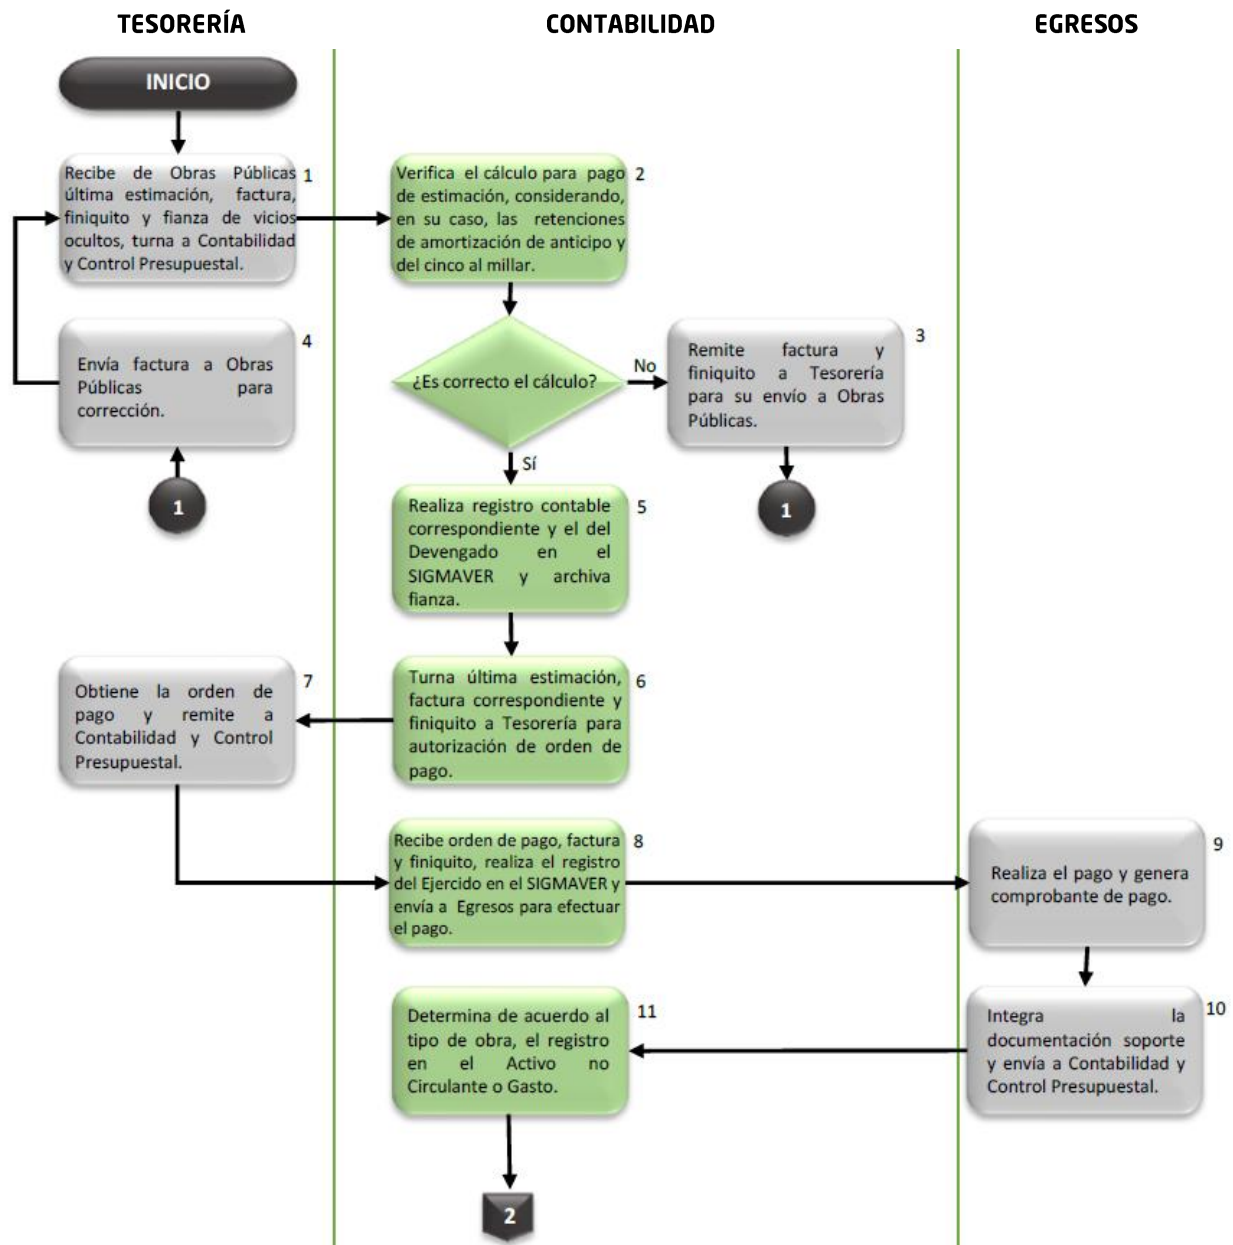 TESORERÍA
CONTABILIDAD
EGRESOS
INICIO
Recibe de Obras Públicas
última estimación, factura,
finiquito y fianza de vicios
ocultos, turna a Contabilidad
y Control Presupuestal.
1
Verifica el cálculo para pago
de estimación, considerando,
en su caso, las retenciones
de amortización de anticipo y
del cinco al millar.
2
¿Es correcto el cálculo?
No
Sí
Remite factura y
finiquito a Tesorería
para su envío a Obras
Públicas.
3
1
Envía factura a Obras
Públicas para
corrección.
4
1
Realiza registro contable
correspondiente y el del
Devengado en el
SIGMAVER y archiva
fianza.
5
Turna última estimación,
factura correspondiente y
finiquito a Tesorería para
autorización de orden de
pago.
6
Obtiene la orden de
pago y remite a
Contabilidad y Control
Presupuestal.
7
Recibe orden de pago, factura
y finiquito, realiza el registro
del Ejercido en el SIGMAVER y
envía a Egresos para efectuar
el pago.
8
Realiza el pago y genera
comprobante de pago.
9
Integra la
documentación soporte
y envía a Contabilidad y
Control Presupuestal.
10
Determina de acuerdo al
tipo de obra, el registro
en el Activo no
Circulante o Gasto.
11
2